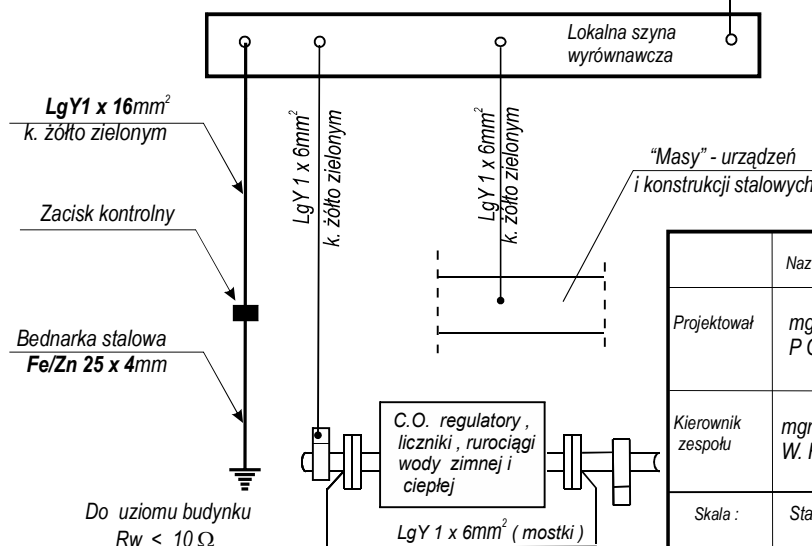 Lokalna szyna
wyrównawcza
LgY1 x 16mm²
k. żółto zielonym
LgY 1 x 6mm²
k. żółto zielonym
LgY 1 x 6mm²
k. żółto zielonym
“Masy” - urządzeń
i konstrukcji stalowych
Zacisk kontrolny
Bednarka stalowa
Fe/Zn 25 x 4mm
Projektował
P
C.O. regulatory ,
liczniki , rurociągi
wody zimnej i
ciepłej
Kierownik
zespołu
W.
Do uziomu budynku
Rw < 10 Ω
LgY 1 x 6mm² ( mostki )
Skala :